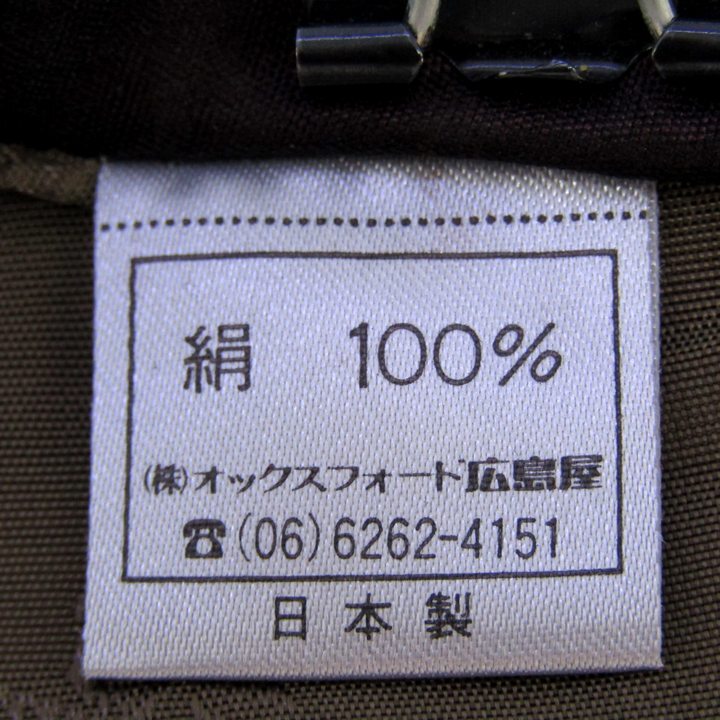 絹 100%
(株)オックスフォード広島屋
☎(06)6262-4151
日本製